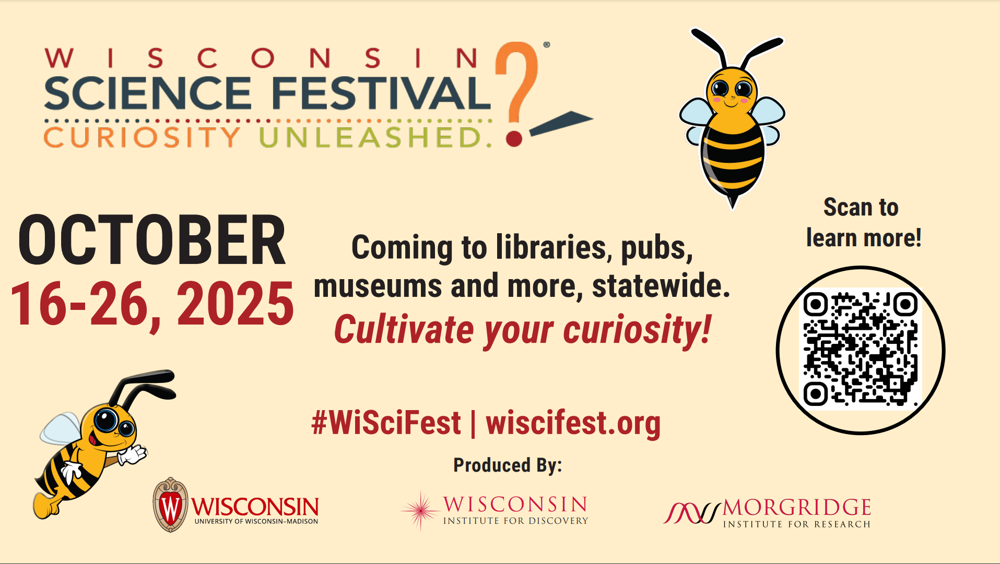 WISCONSIN
SCIENCE FESTIVAL ?®
CURIOSITY UNLEASHED.
OCTOBER
16-26, 2025
Coming to libraries, pubs,
museums and more, statewide.
Cultivate your curiosity!
Scan to
learn more!
#WiSciFest | wiscifest.org
Produced By:
W WISCONSIN
UNIVERSITY OF WISCONSIN–MADISON
WISCONSIN
INSTITUTE FOR DISCOVERY
MORGRIDGE
INSTITUTE FOR RESEARCH